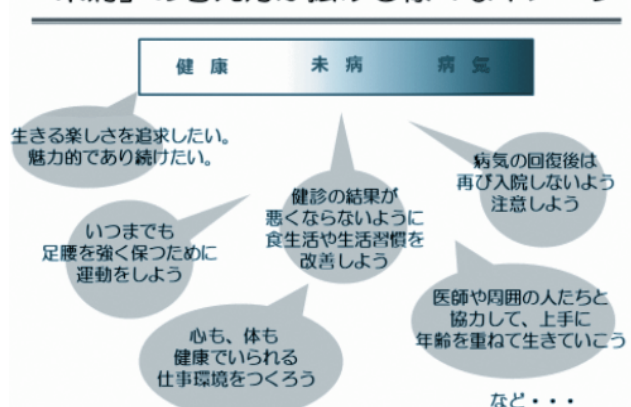 健康 未病 病気
生きる楽しさを追求したい。
魅力的であり続けたい。
病気の回復後は
再び入院しないよう
注意しよう
健診の結果が
悪くならないように
食生活や生活習慣を
改善しよう
いつまでも
足腰を強く保つために
運動をしよう
医師や周囲の人たちと
協力して、上手に
年齢を重ねて生きていこう
心も、体も
健康でいられる
仕事環境をつくろう
など・・・